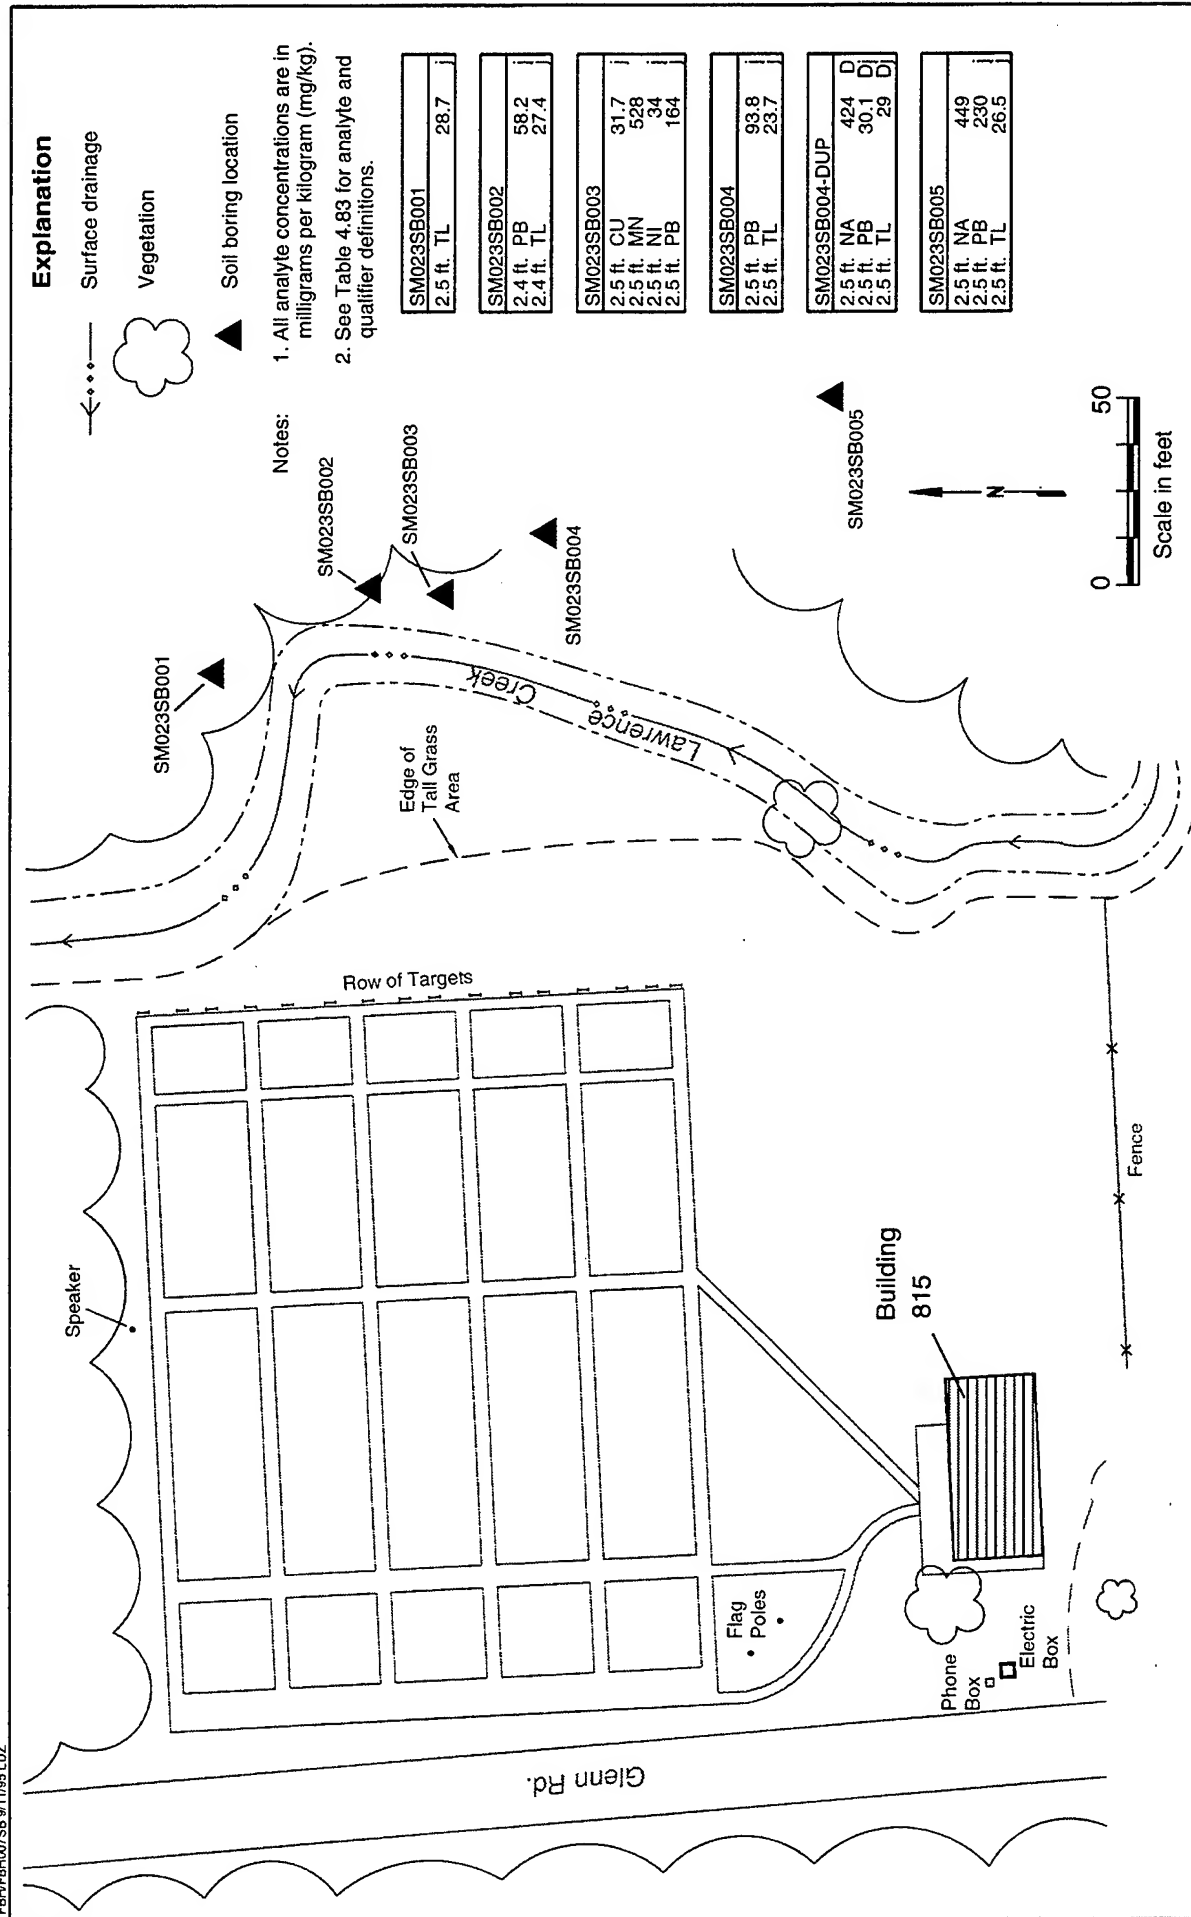 Explanation
Surface drainage
Vegetation
Soil boring location
Notes:
1. All analyte concentrations are in
milligrams per kilogram (mg/kg).
2. See Table 4.83 for analyte and
qualifier definitions.
SM023SB001
2.5 ft. TL 28.7 j
SM023SB002
2.4 ft. PB 58.2 j
2.4 ft. TL 27.4 j
SM023SB003
2.5 ft. CU 31.7 j
2.5 ft. MN 528
2.5 ft. NI 34 j
2.5 ft. PB 164 j
SM023SB004
2.5 ft. PB 93.8 j
2.5 ft. TL 23.7 j
SM023SB004-DUP
2.5 ft. NA 424 D
2.5 ft. PB 30.1 Dj
2.5 ft. TL 29 Dj
SM023SB005
2.5 ft. NA 449
2.5 ft. PB 230 j
2.5 ft. TL 26.5 j
SM023SB001
SM023SB002
SM023SB003
SM023SB004
SM023SB005
N
0 50
Scale in feet
Lawrence Creek
Edge of
Tall Grass
Area
Row of Targets
Speaker
Building
815
Fence
Flag
Poles
Phone
Box
Electric
Box
Glenn Rd.